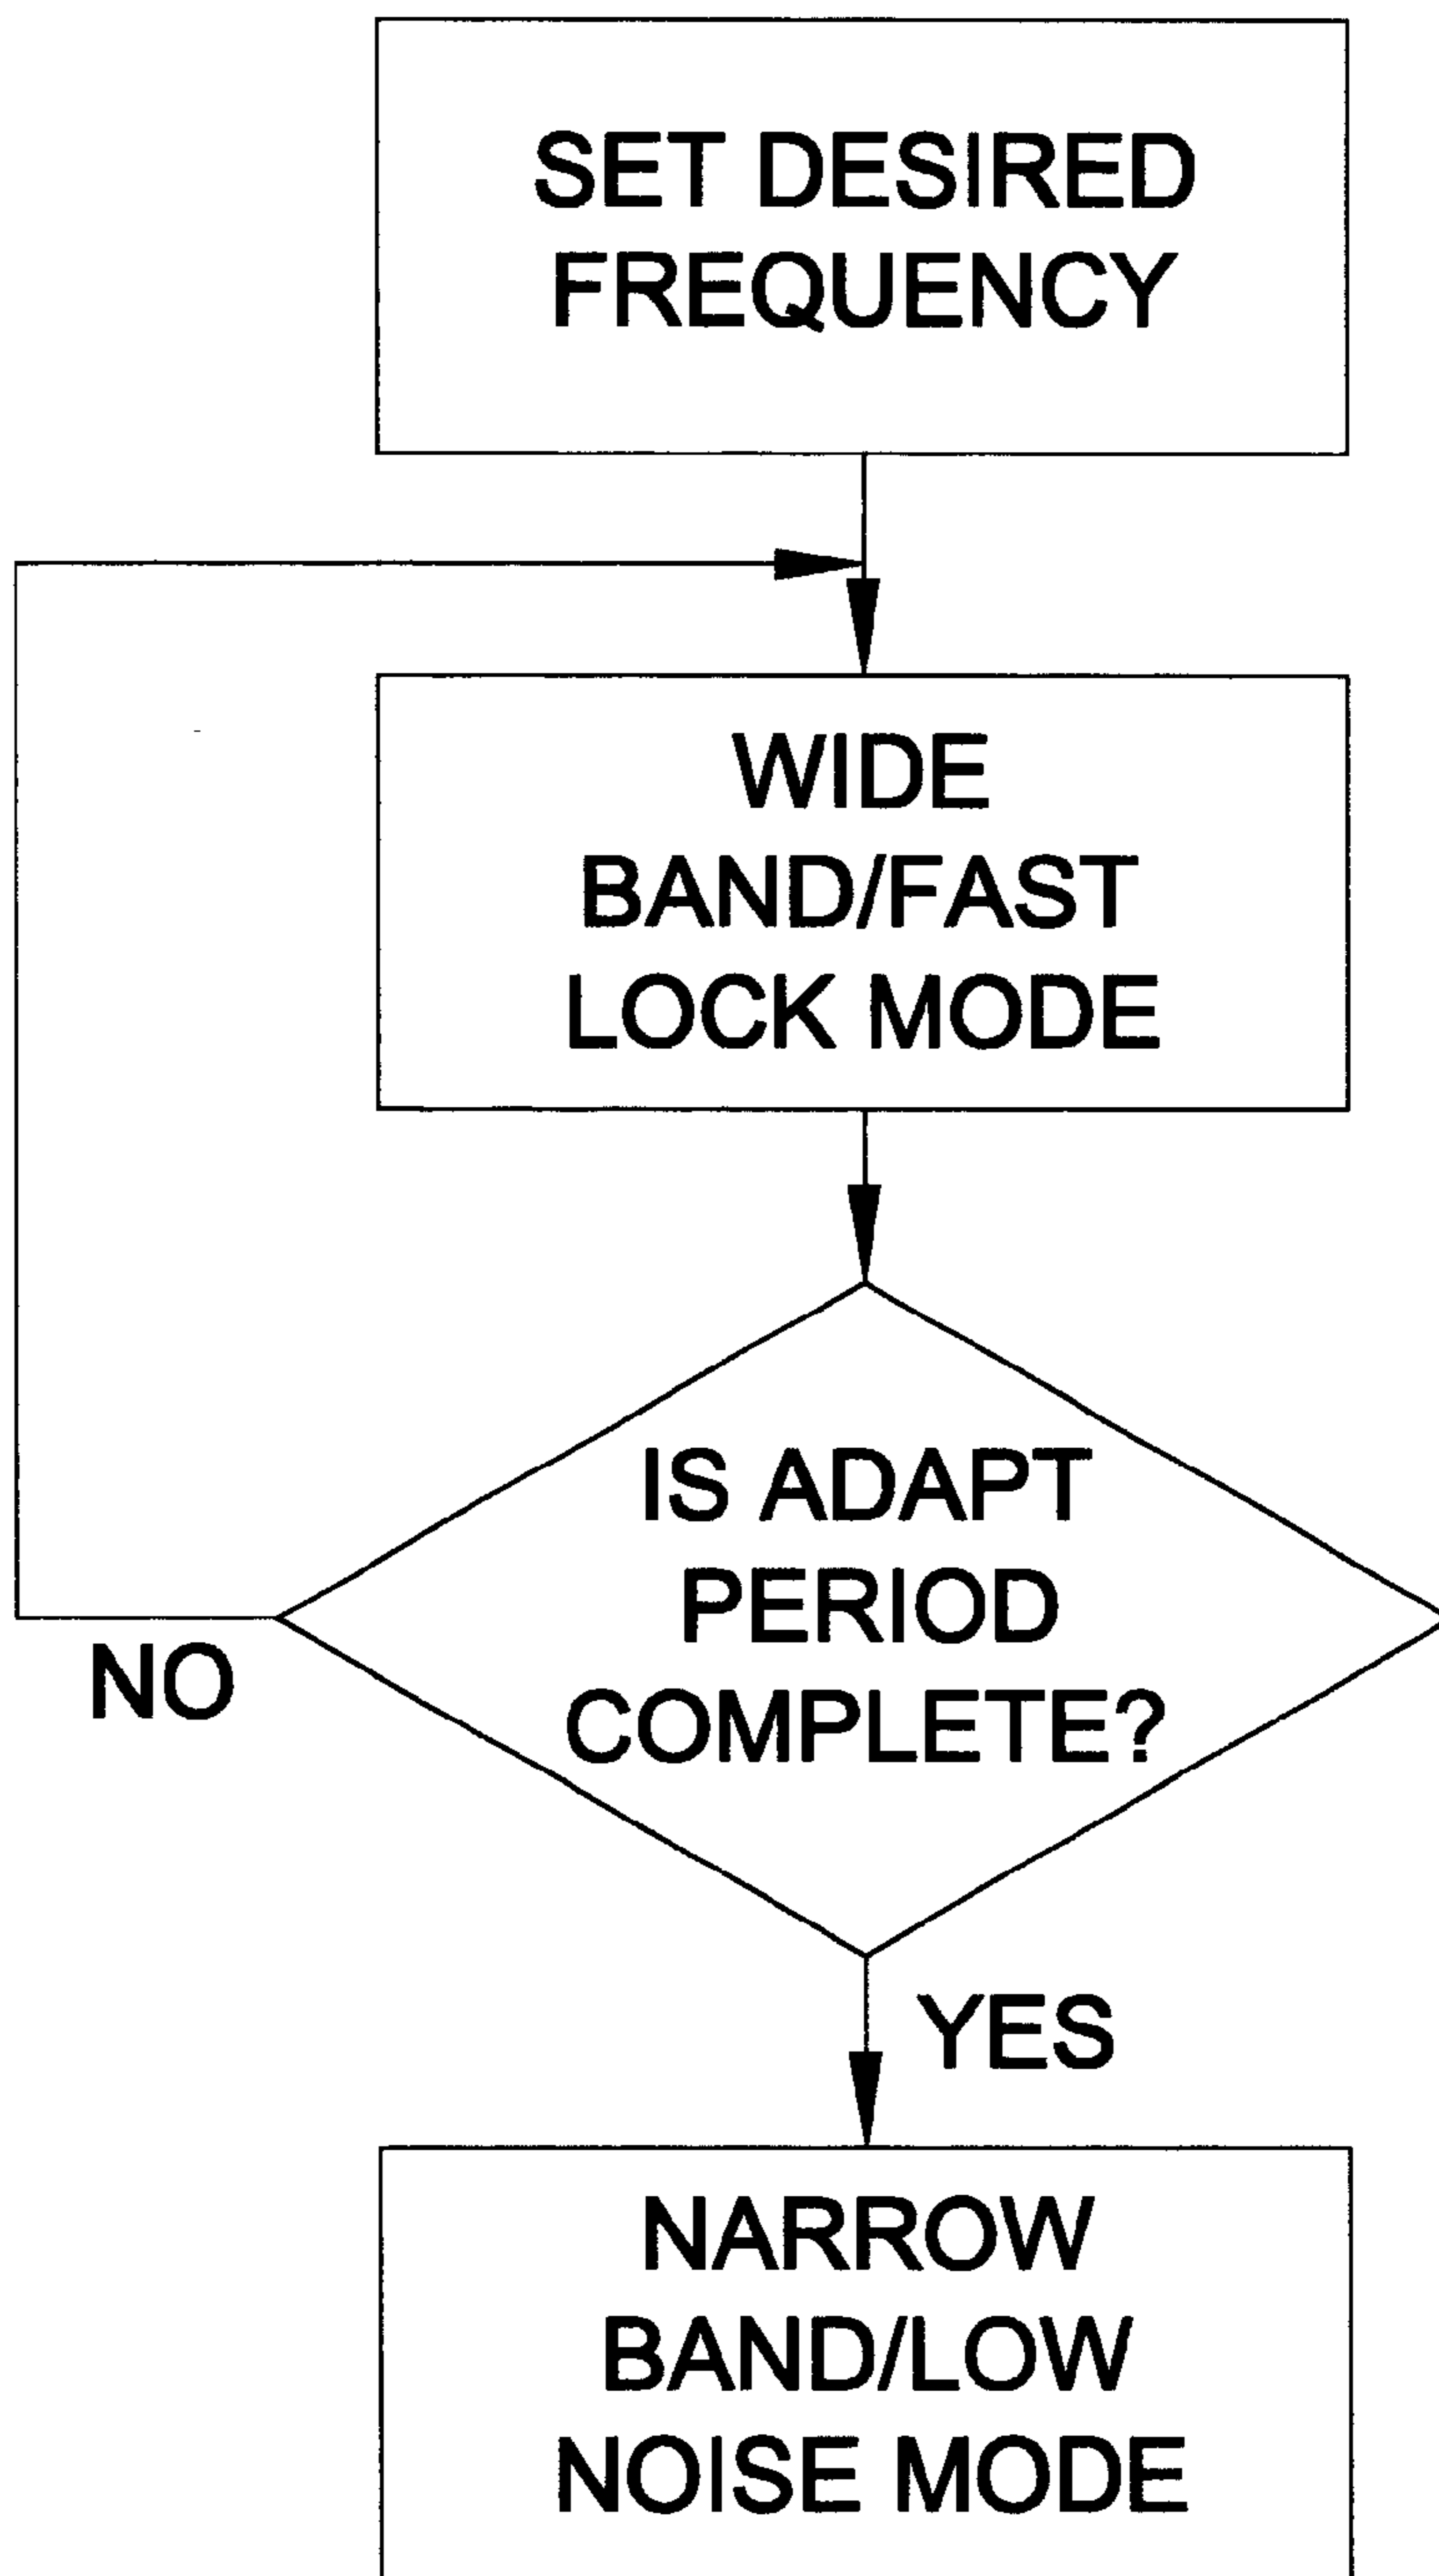 SET DESIRED
FREQUENCY
WIDE
BAND/FAST
LOCK MODE
IS ADAPT
PERIOD
COMPLETE?
NO
YES
NARROW
BAND/LOW
NOISE MODE